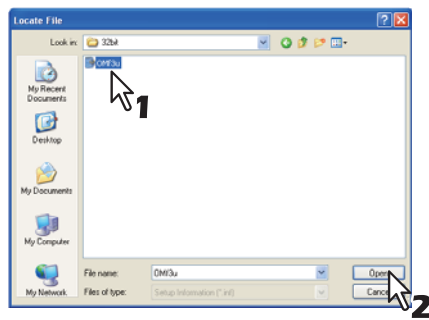 Locate File
Look in: 32bit
OMf3u
1
My Recent
Documents
Desktop
My Documents
My Computer
My Network
File name: OMf3u
Files of type: Setup Information (*.inf)
Open
Cancel
2